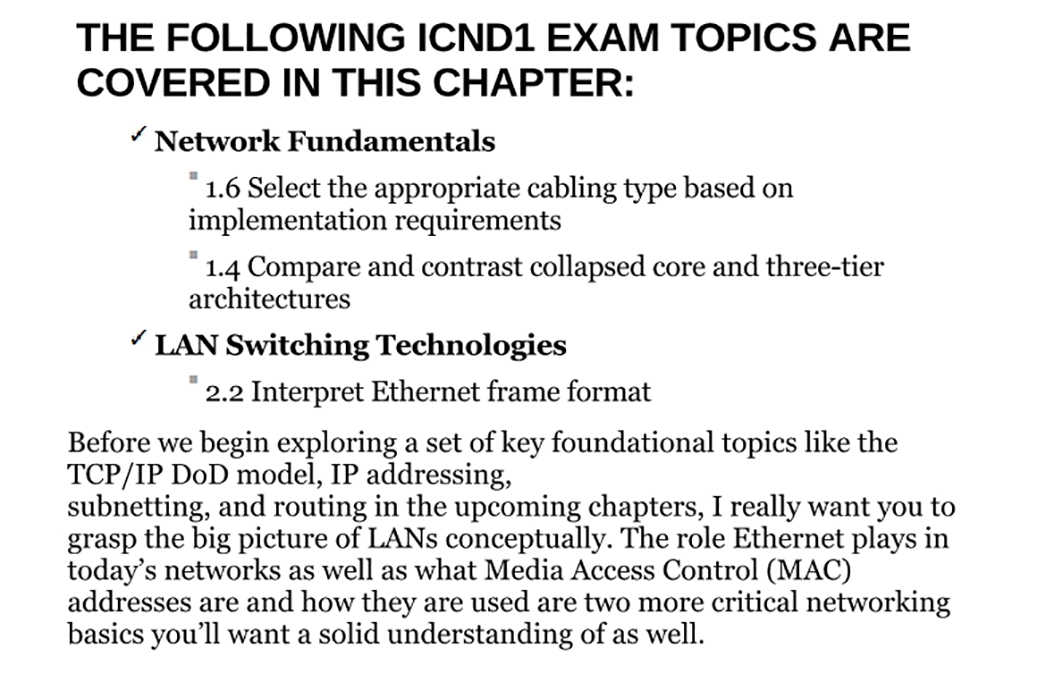 THE FOLLOWING ICND1 EXAM TOPICS ARE
COVERED IN THIS CHAPTER:
✓ Network Fundamentals
▪ 1.6 Select the appropriate cabling type based on
implementation requirements
▪ 1.4 Compare and contrast collapsed core and three-tier
architectures
✓ LAN Switching Technologies
▪ 2.2 Interpret Ethernet frame format
Before we begin exploring a set of key foundational topics like the
TCP/IP DoD model, IP addressing,
subnetting, and routing in the upcoming chapters, I really want you to
grasp the big picture of LANs conceptually. The role Ethernet plays in
today’s networks as well as what Media Access Control (MAC)
addresses are and how they are used are two more critical networking
basics you’ll want a solid understanding of as well.